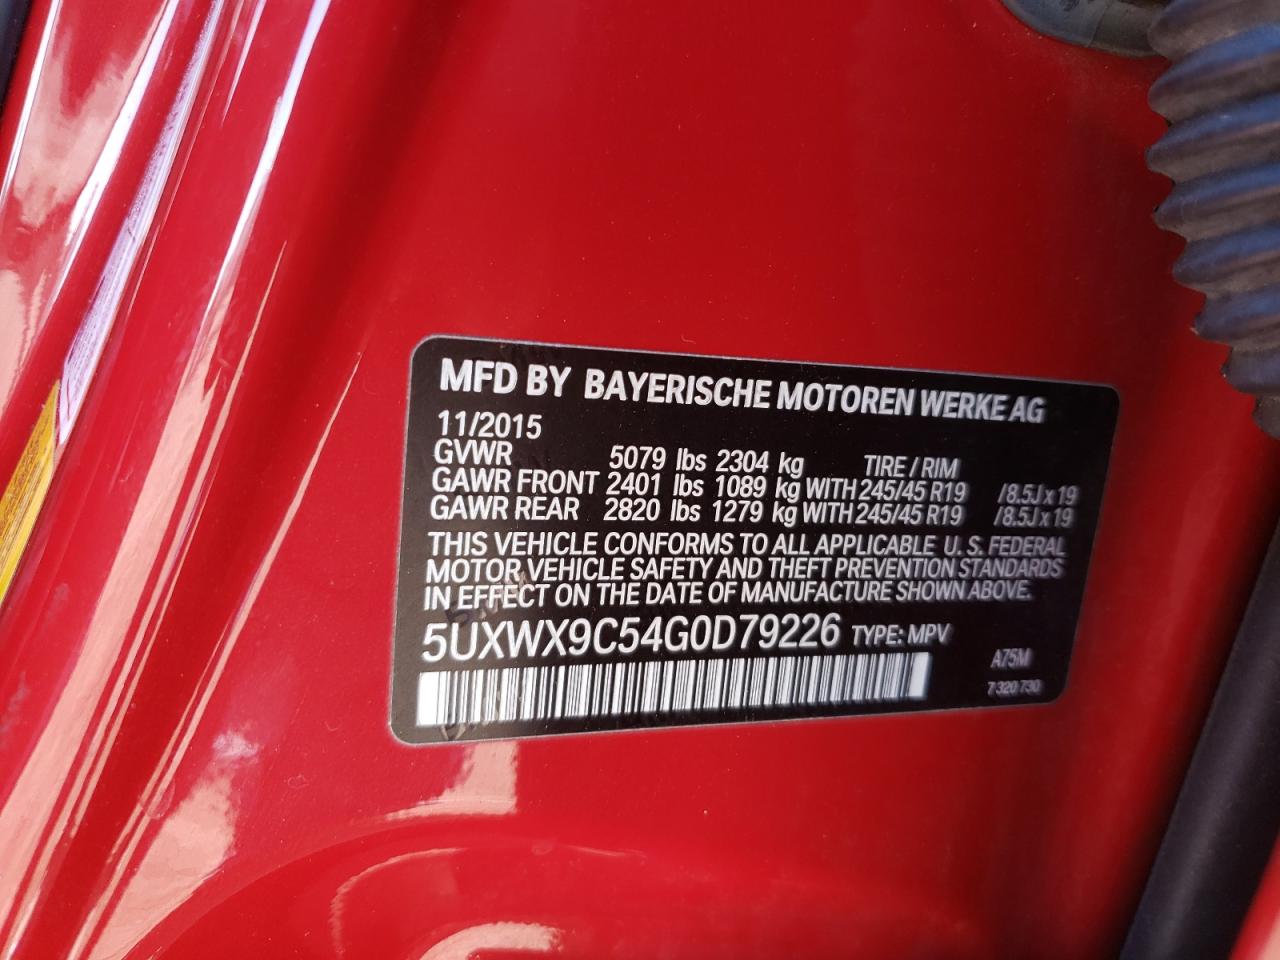 MFD BY BAYERISCHE MOTOREN WERKE AG
11/2015
GVWR 5079 lbs 2304 kg TIRE / RIM
GAWR FRONT 2401 lbs 1089 kg WITH 245/45 R19 /8.5J x 19
GAWR REAR 2820 lbs 1279 kg WITH 245/45 R19 /8.5J x 19
THIS VEHICLE CONFORMS TO ALL APPLICABLE U.S. FEDERAL
MOTOR VEHICLE SAFETY AND THEFT PREVENTION STANDARDS
IN EFFECT ON THE DATE OF MANUFACTURE SHOWN ABOVE.
5UXWX9C54G0D79226 TYPE: MPV
A75M
7 320 730